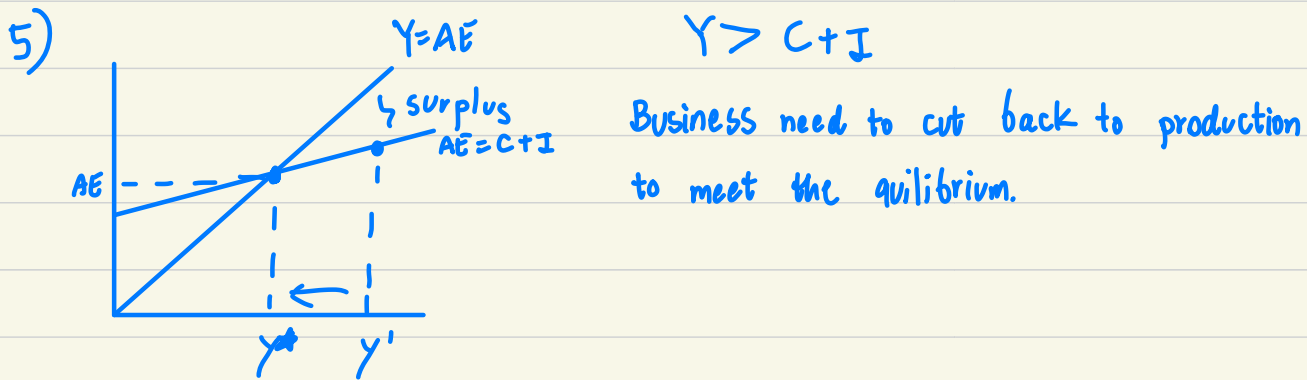 5)
Y=AE
Y > C+I
↳ surplus
AE = C+I
Business need to cut back to production
AE
to meet the quilibrium.
Y*
Y'